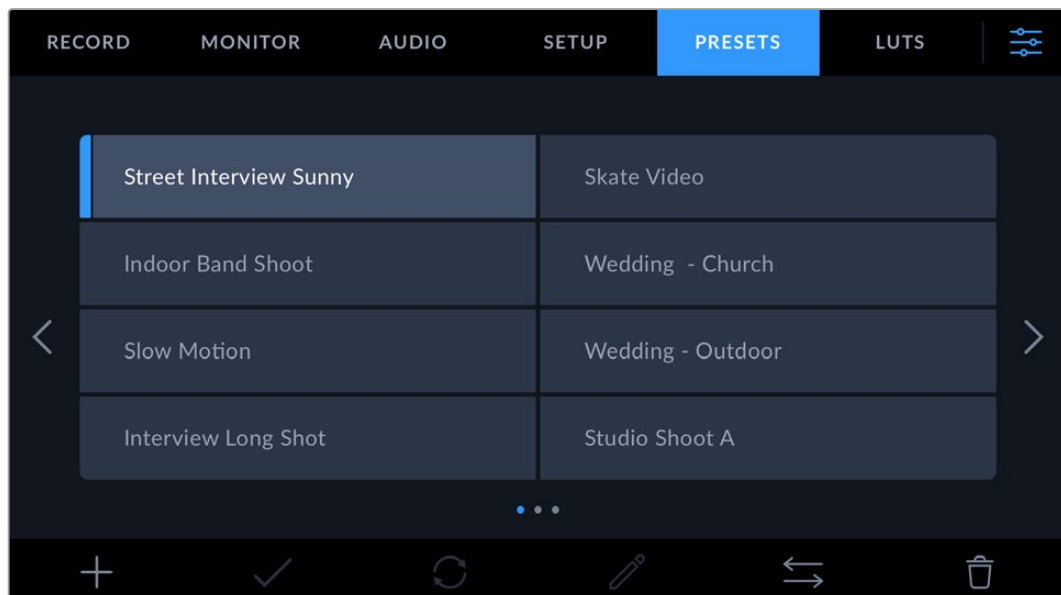 RECORD MONITOR AUDIO SETUP PRESETS LUTS
Street Interview Sunny
Skate Video
Indoor Band Shoot
Wedding - Church
Slow Motion
Wedding - Outdoor
Interview Long Shot
Studio Shoot A